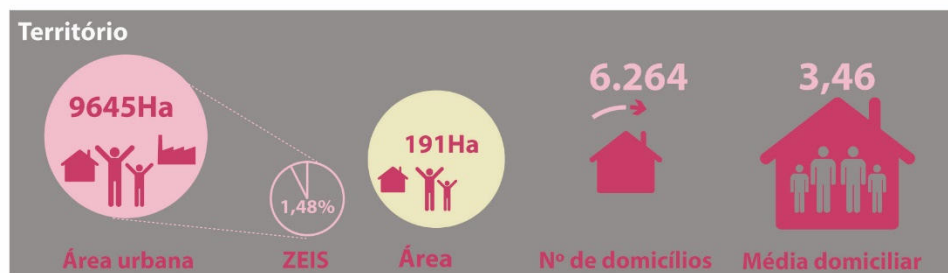 Território
9645Ha
1,48%
191Ha
6.264
3,46
Área urbana
ZEIS
Área
Nº de domicílios
Média domiciliar